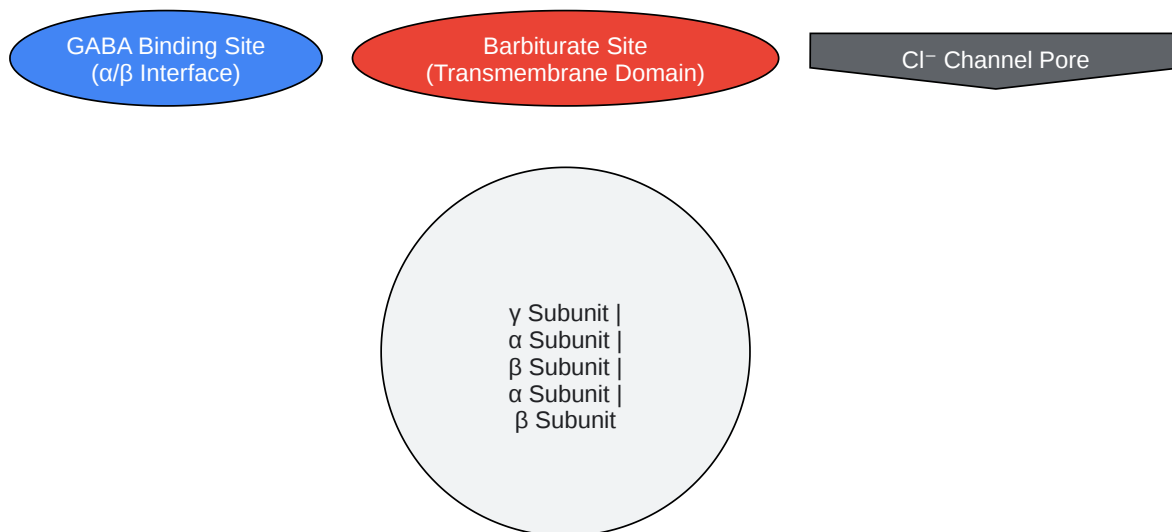 GABA Binding Site
(α/β Interface)
Barbiturate Site
(Transmembrane Domain)
Cl⁻ Channel Pore
γ Subunit |
α Subunit |
β Subunit |
α Subunit |
β Subunit